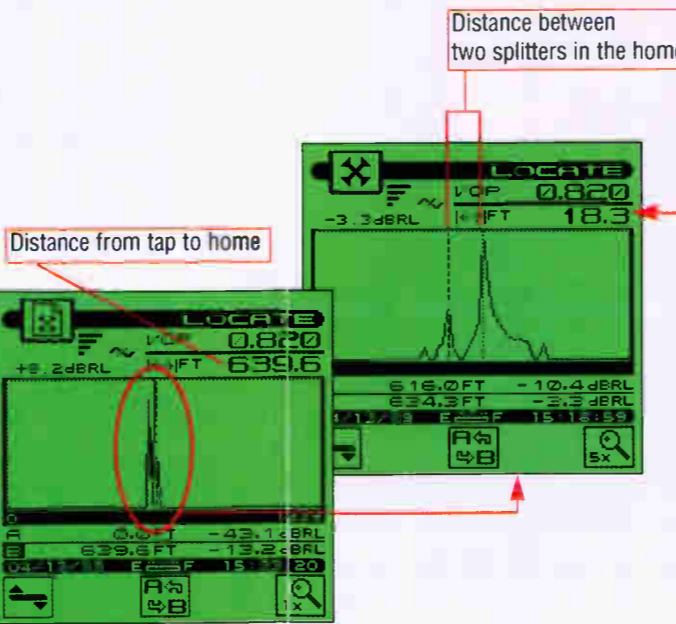 Distance between
two splitters in the home
LOCATE
VOP 0.820
-3.3dBRL FT 18.3
616.0FT -10.4dBRL
634.3FT -3.3dBRL
E F 15:16:59
A
B
5x
Distance from tap to home
LOCATE
VOP 0.820
+8.2dBRL FT 639.6
0
A 0.0FT -43.1dBRL
B 639.6FT -13.2dBRL
E F
A
B
1x